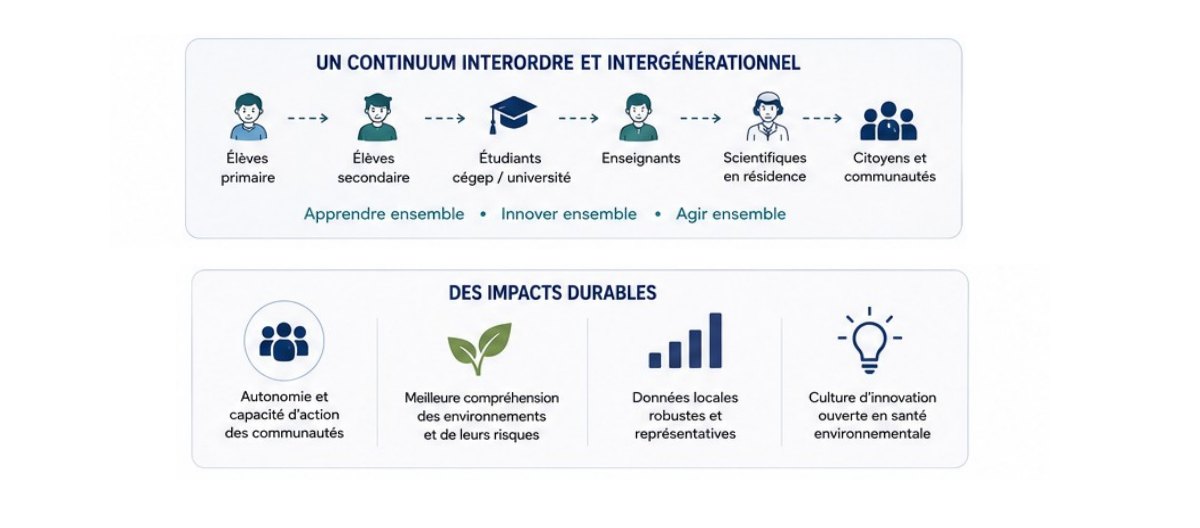 UN CONTINUUM INTERORDRE ET INTERGÉNÉRATIONNEL
Élèves
primaire
Élèves
secondaire
Étudiants
cégep / université
Enseignants
Scientifiques
en résidence
Citoyens et
communautés
Apprendre ensemble • Innover ensemble • Agir ensemble
DES IMPACTS DURABLES
Autonomie et
capacité d'action
des communautés
Meilleure compréhension
des environnements
et de leurs risques
Données locales
robustes et
représentatives
Culture d'innovation
ouverte en santé
environnementale